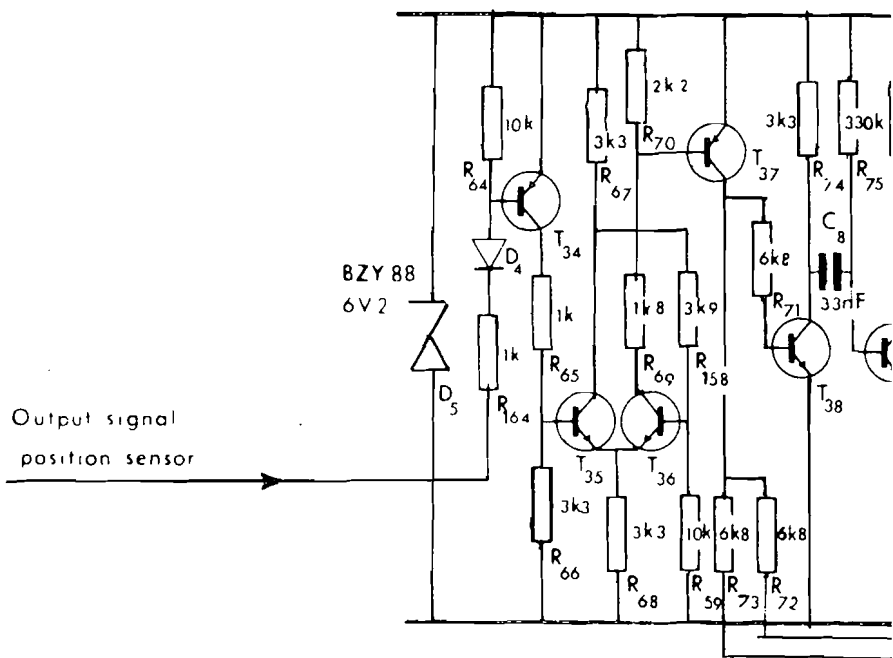 2k2
10k
3k3
R70
3k3
330k
R64
R67
T37
R74
R75
T34
C8
D4
6k8
BZY 88
6V2
1k
1k8
3k9
R71
33nF
1k
R65
R69
R158
T38
D5
R164
Output signal
position sensor
T35
T36
3k3
3k3
10k
6k8
6k8
R66
R68
R59
R73
R72